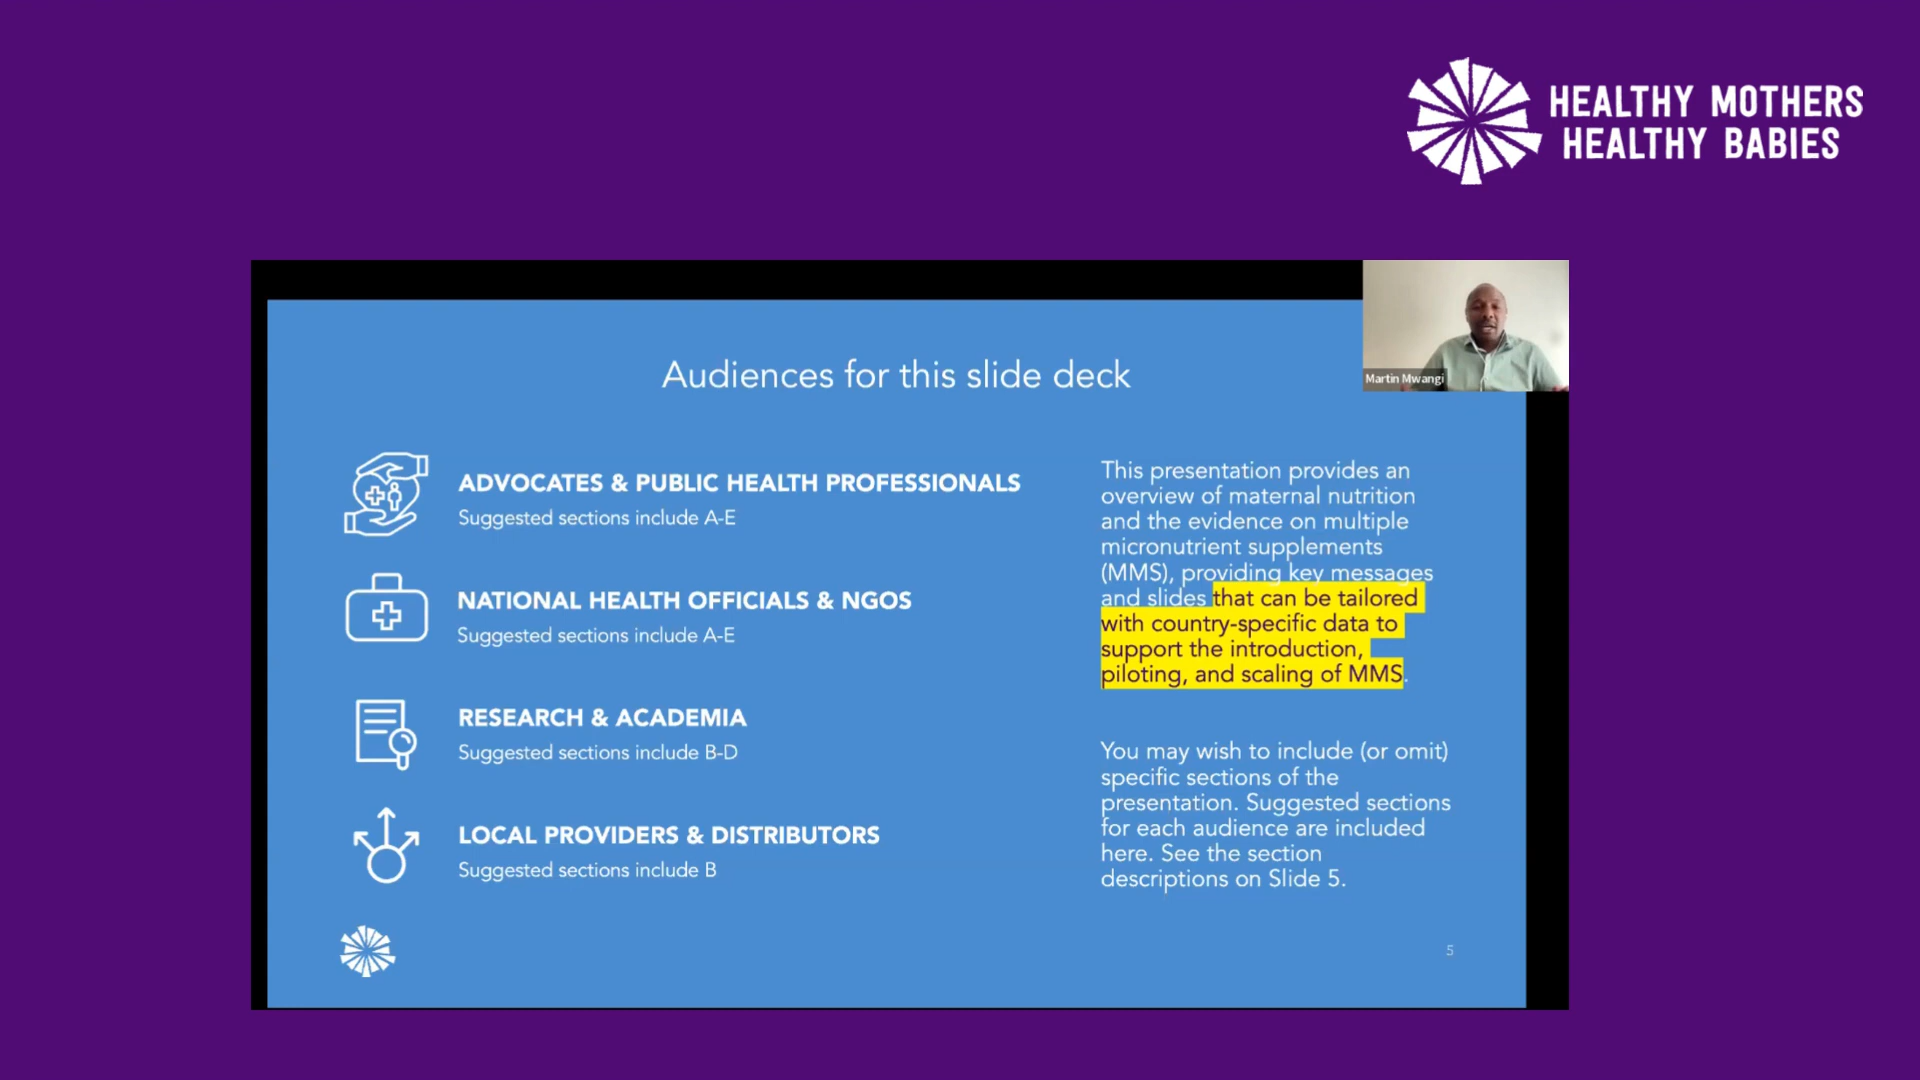 HEALTHY MOTHERS
HEALTHY BABIES
Martin Mwangi
Audiences for this slide deck
ADVOCATES & PUBLIC HEALTH PROFESSIONALS
Suggested sections include A-E
NATIONAL HEALTH OFFICIALS & NGOS
Suggested sections include A-E
RESEARCH & ACADEMIA
Suggested sections include B-D
LOCAL PROVIDERS & DISTRIBUTORS
Suggested sections include B
This presentation provides an
overview of maternal nutrition
and the evidence on multiple
micronutrient supplements
(MMS), providing key messages
and slides that can be tailored
with country-specific data to
support the introduction,
piloting, and scaling of MMS.
You may wish to include (or omit)
specific sections of the
presentation. Suggested sections
for each audience are included
here. See the section
descriptions on Slide 5.
5